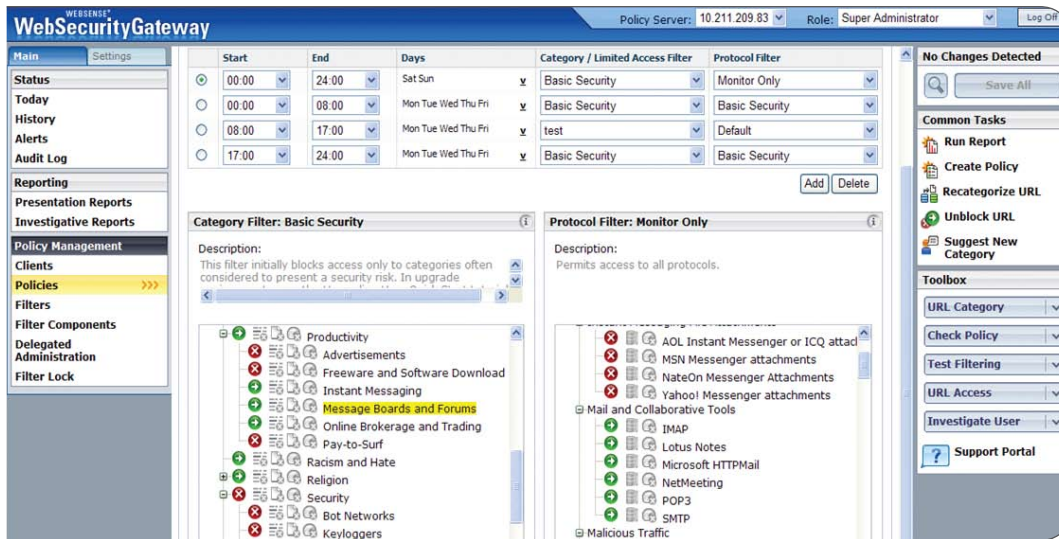 WEBSENSE
WebSecurityGateway
Policy Server: 10.211.209.83 Role: Super Administrator Log Off
Main Settings
Status
Today
History
Alerts
Audit Log
Reporting
Presentation Reports
Investigative Reports
Policy Management
Clients
Policies >>>
Filters
Filter Components
Delegated
Administration
Filter Lock
Start End Days Category / Limited Access Filter Protocol Filter
00:00 24:00 Sat Sun v Basic Security Monitor Only
00:00 08:00 Mon Tue Wed Thu Fri v Basic Security Basic Security
08:00 17:00 Mon Tue Wed Thu Fri v test Default
17:00 24:00 Mon Tue Wed Thu Fri v Basic Security Basic Security
Add Delete
Category Filter: Basic Security
Description:
This filter initially blocks access only to categories often
considered to present a security risk. In upgrade
Productivity
Advertisements
Freeware and Software Download
Instant Messaging
Message Boards and Forums
Online Brokerage and Trading
Pay-to-Surf
Racism and Hate
Religion
Security
Bot Networks
Keyloggers
Protocol Filter: Monitor Only
Description:
Permits access to all protocols.
AOL Instant Messenger or ICQ attacl
MSN Messenger attachments
NateOn Messenger Attachments
Yahoo! Messenger attachments
Mail and Collaborative Tools
IMAP
Lotus Notes
Microsoft HTTPMail
NetMeeting
POP3
SMTP
Malicious Traffic
No Changes Detected
Save All
Common Tasks
Run Report
Create Policy
Recategorize URL
Unblock URL
Suggest New
Category
Toolbox
URL Category
Check Policy
Test Filtering
URL Access
Investigate User
? Support Portal